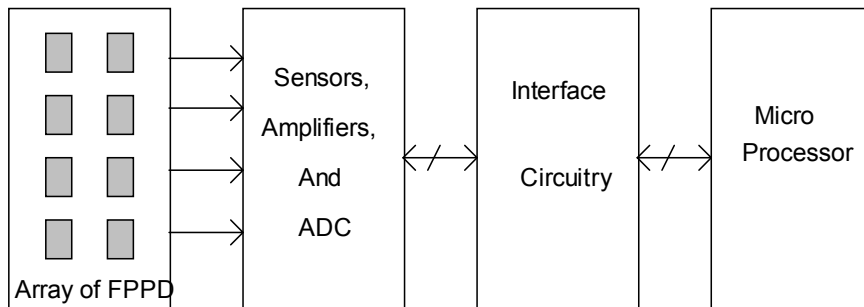 Array of FPPD
Sensors,
Amplifiers,
And
ADC
Interface
Circuitry
Micro
Processor